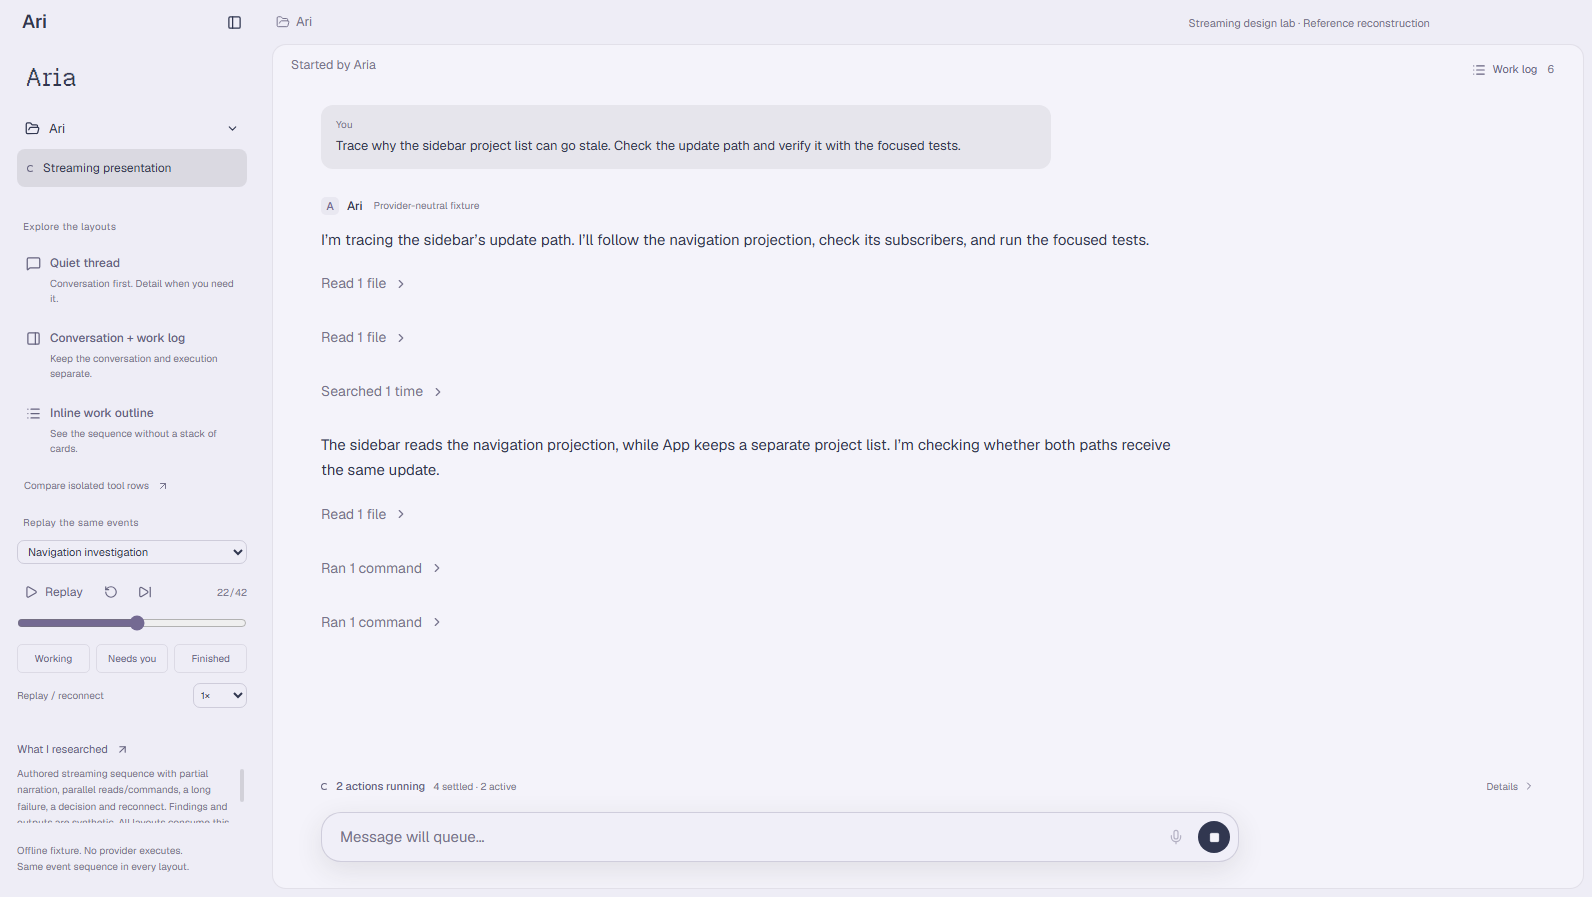 Ari
Aria
Ari
Streaming presentation
Explore the layouts
Quiet thread
Conversation first. Detail when you need
it.
Conversation + work log
Keep the conversation and execution
separate.
Inline work outline
See the sequence without a stack of
cards.
Compare isolated tool rows
Replay the same events
Navigation investigation
Replay
22/42
Working
Needs you
Finished
Replay / reconnect
1×
What I researched
Authored streaming sequence with partial
narration, parallel reads/commands, a long
failure, a decision and reconnect. Findings and
outputs are synthetic. All layouts consume this
Offline fixture. No provider executes.
Same event sequence in every layout.
Ari
Streaming design lab · Reference reconstruction
Started by Aria
Work log 6
You
Trace why the sidebar project list can go stale. Check the update path and verify it with the focused tests.
A Ari Provider-neutral fixture
I’m tracing the sidebar’s update path. I’ll follow the navigation projection, check its subscribers, and run the focused tests.
Read 1 file
Read 1 file
Searched 1 time
The sidebar reads the navigation projection, while App keeps a separate project list. I’m checking whether both paths receive
the same update.
Read 1 file
Ran 1 command
Ran 1 command
2 actions running 4 settled · 2 active
Details
Message will queue…